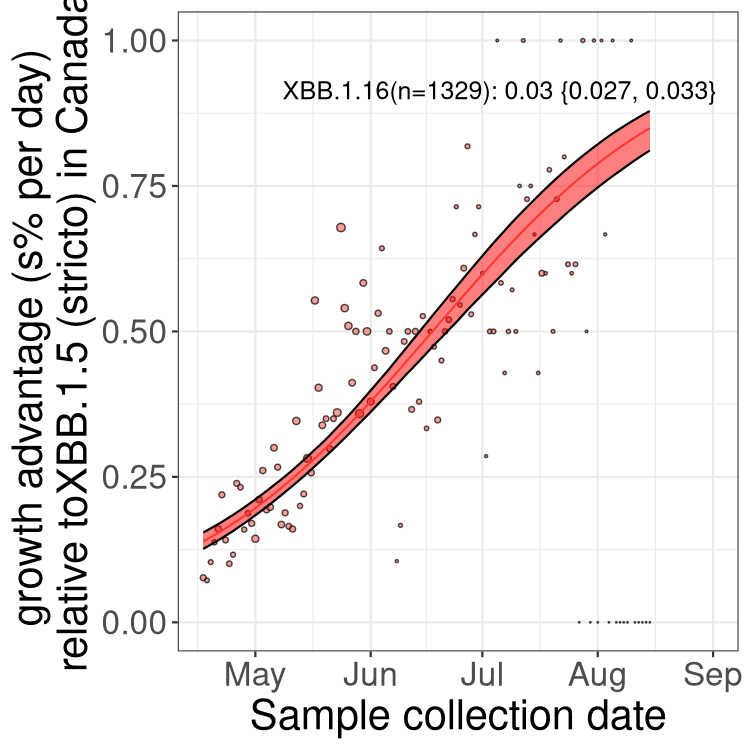 growth advantage (s% per day)
relative toXBB.1.5 (stricto) in Canada
1.00
0.75
0.50
0.25
0.00
XBB.1.16(n=1329): 0.03 {0.027, 0.033}
May Jun Jul Aug Sep
Sample collection date